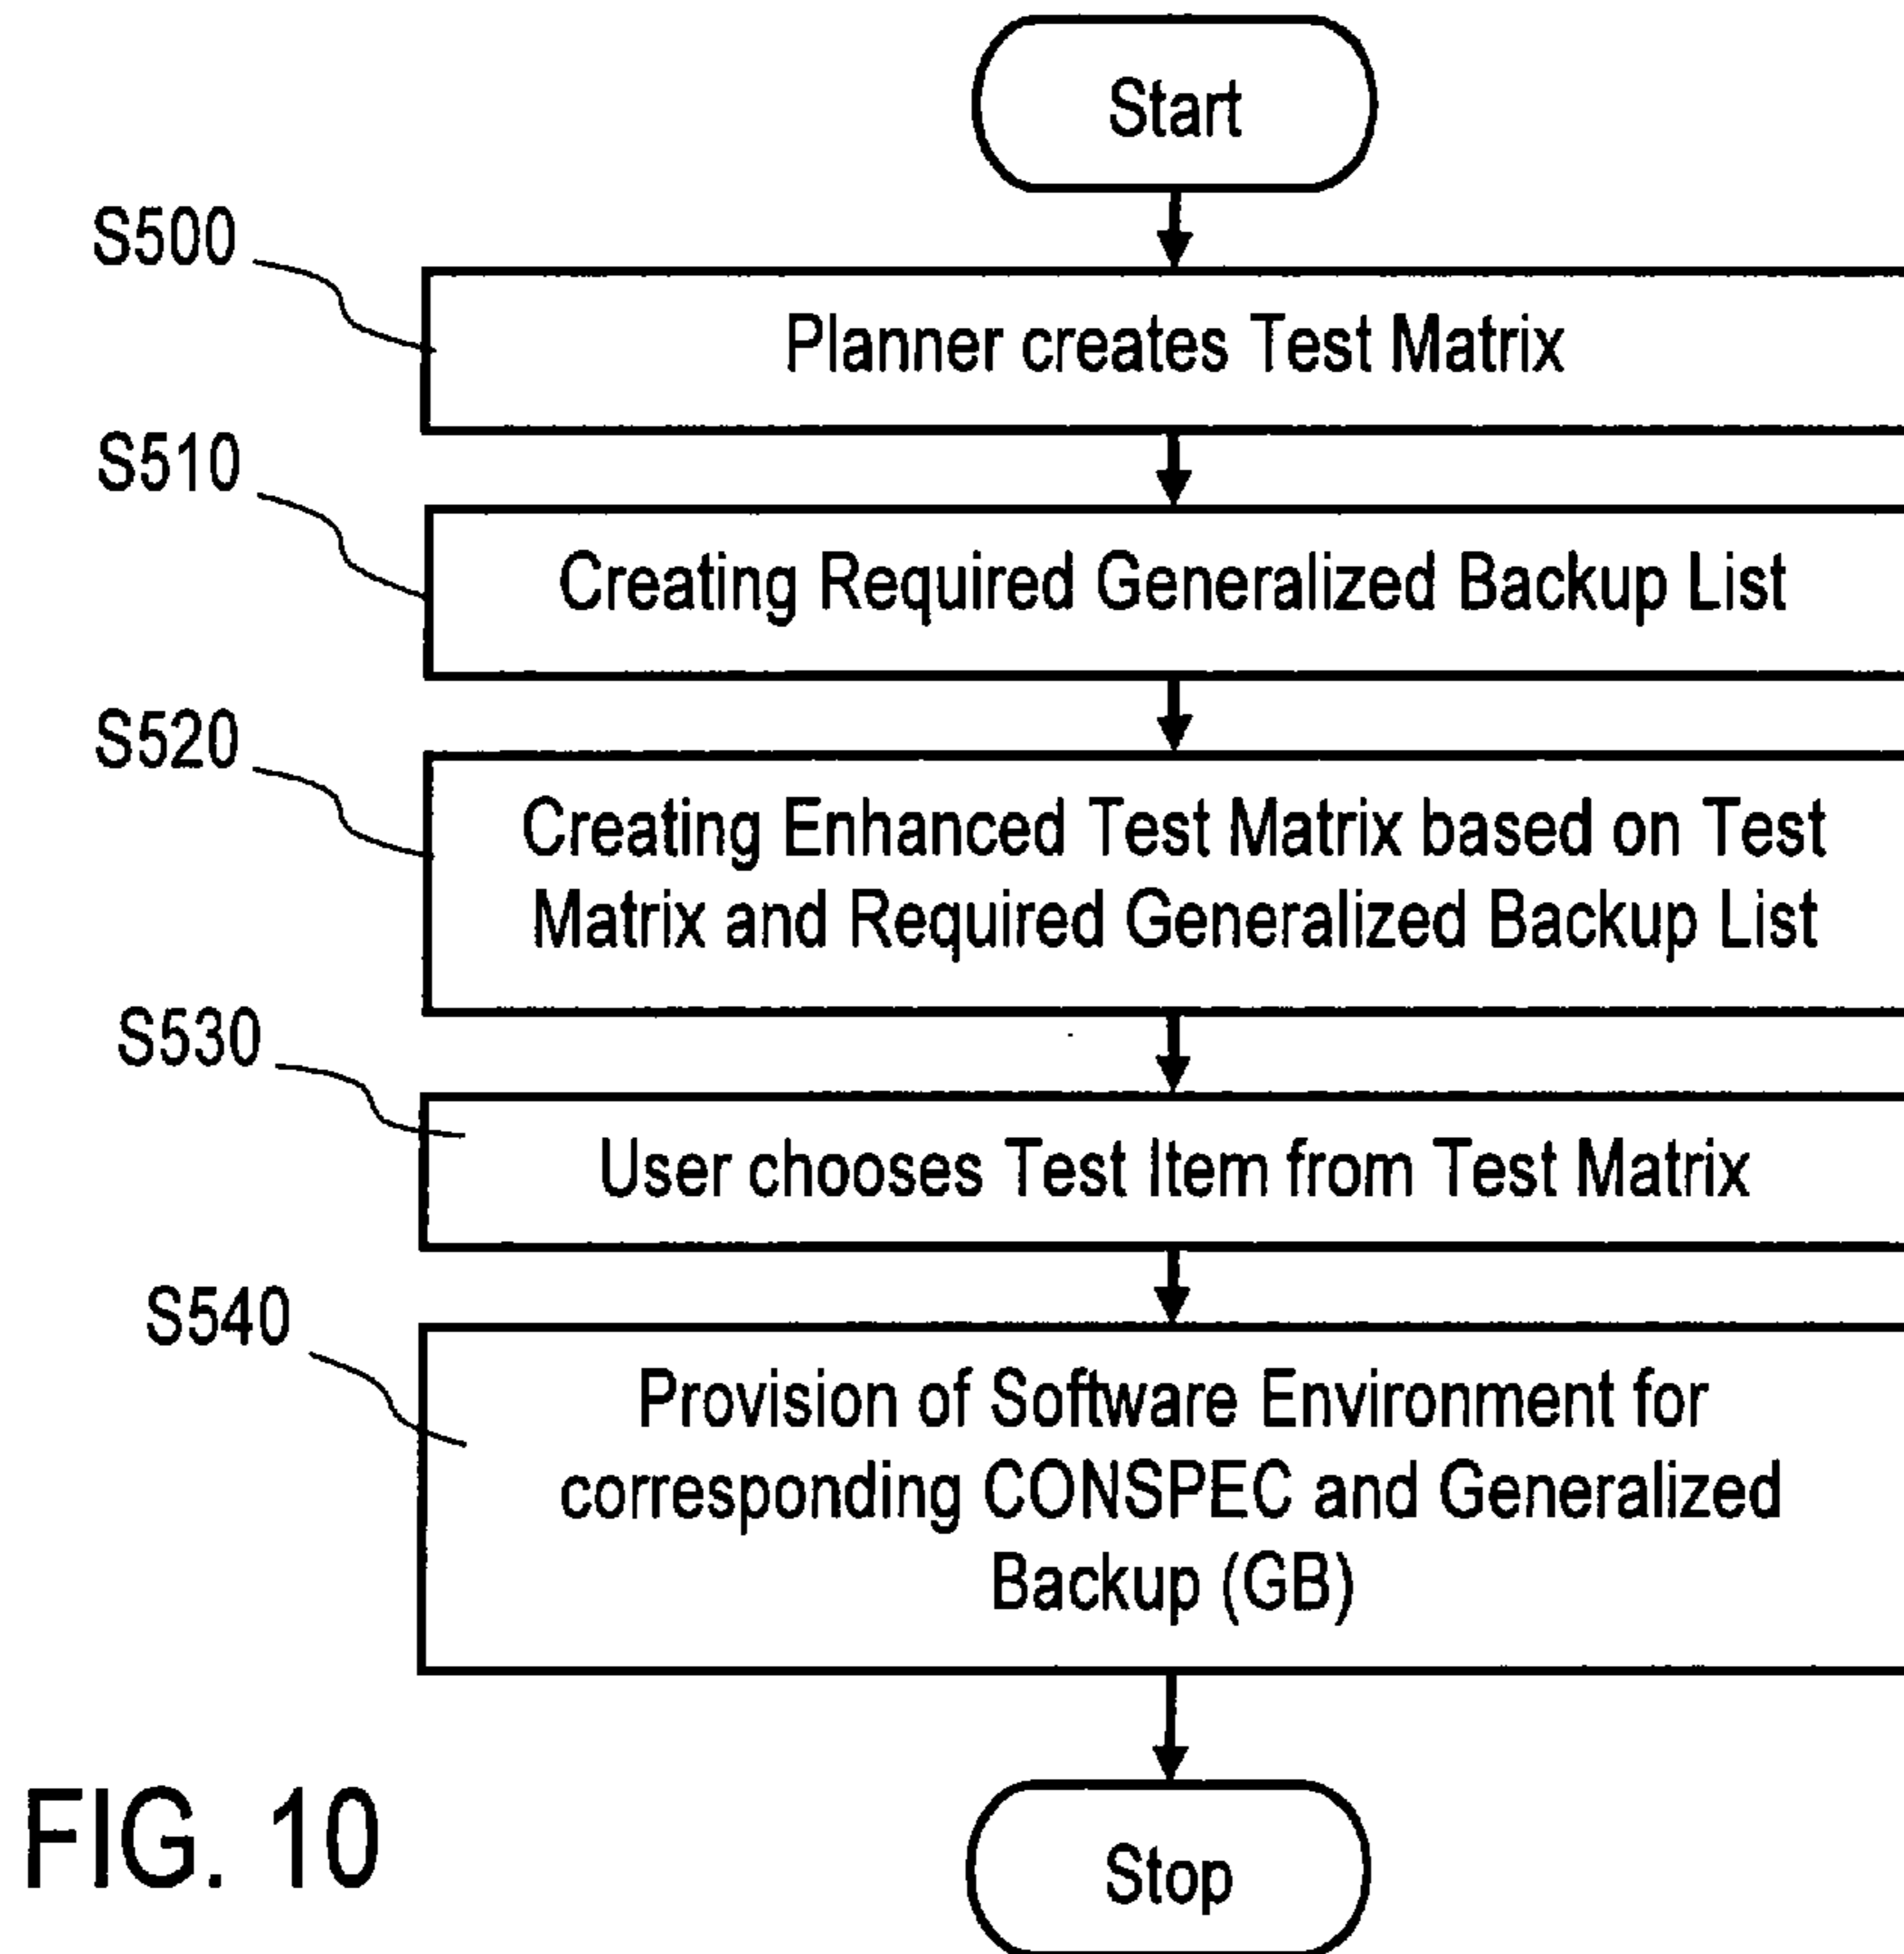 Start
S500
Planner creates Test Matrix
S510
Creating Required Generalized Backup List
S520
Creating Enhanced Test Matrix based on Test
Matrix and Required Generalized Backup List
S530
User chooses Test Item from Test Matrix
S540
Provision of Software Environment for
corresponding CONSPEC and Generalized
Backup (GB)
Stop
FIG. 10